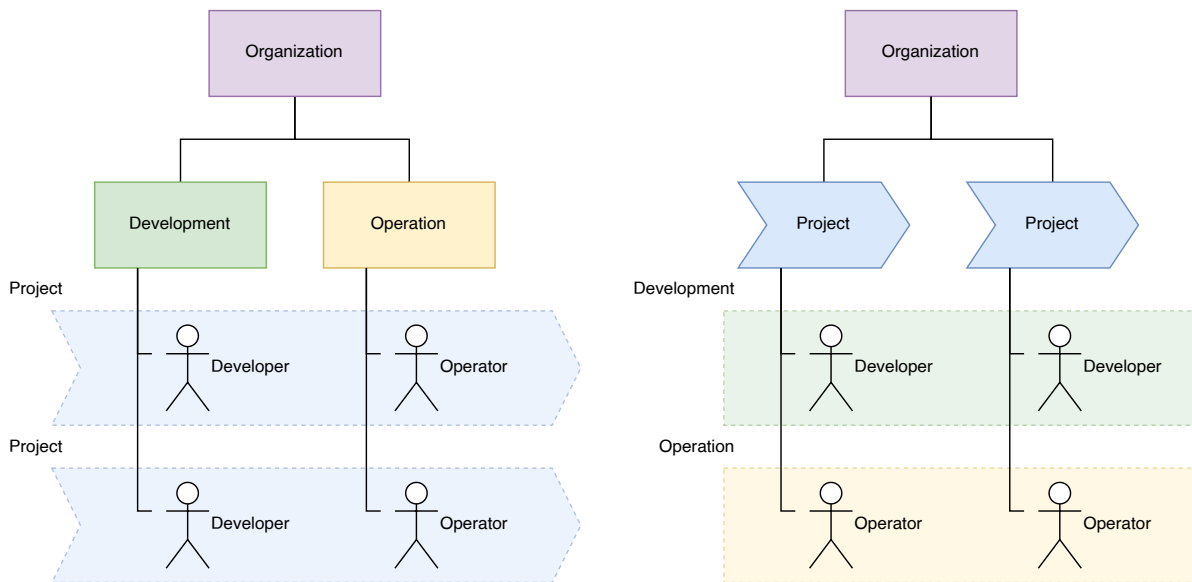 Organization
Development
Operation
Project
Developer
Operator
Project
Developer
Operator
Organization
Project
Project
Development
Developer
Developer
Operation
Operator
Operator